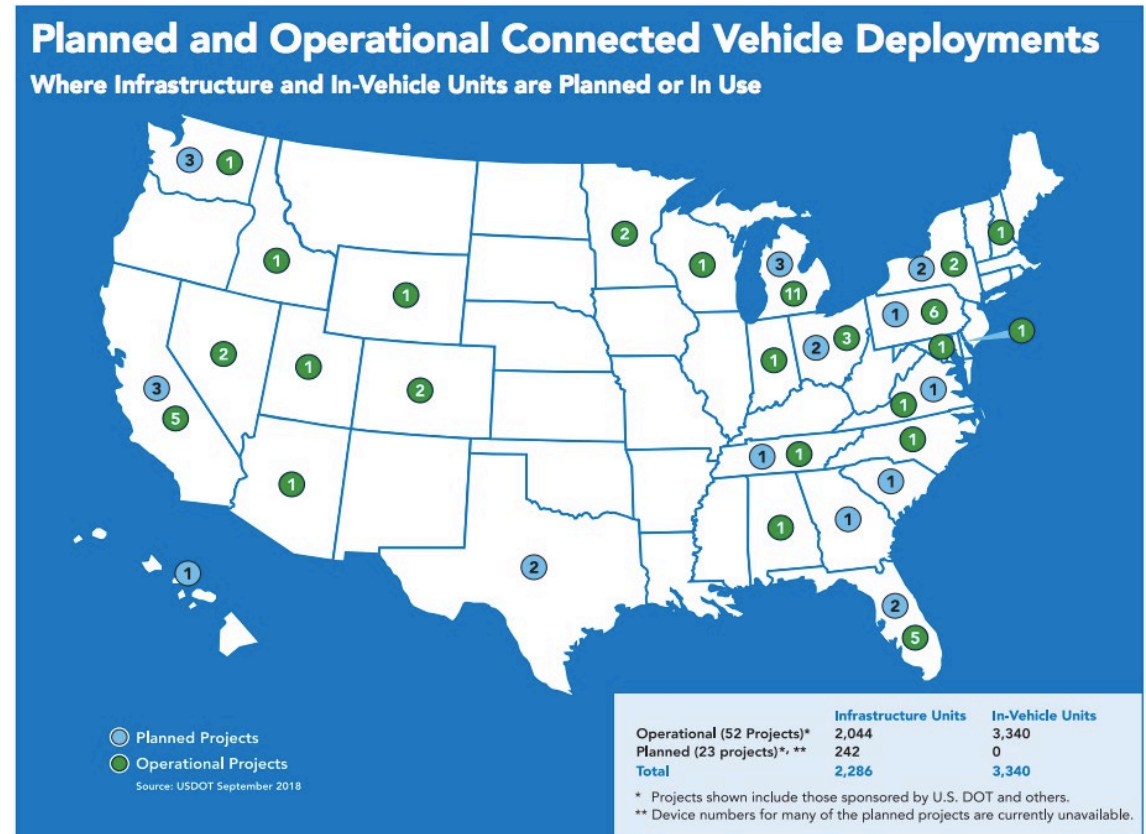 Planned and Operational Connected Vehicle Deployments
Where Infrastructure and In-Vehicle Units are Planned or In Use
3 1
1
2
1
3
11
2 2
1
1
1 6
1
1
2
1
2
1
2 3
1
3
5
1 1
1
1 1
1
1
1
1
2
1
2
5
Planned Projects
Operational Projects
Source: USDOT September 2018
Infrastructure Units In-Vehicle Units
Operational (52 Projects)* 2,044 3,340
Planned (23 projects)*, ** 242 0
Total 2,286 3,340
* Projects shown include those sponsored by U.S. DOT and others.
** Device numbers for many of the planned projects are currently unavailable.